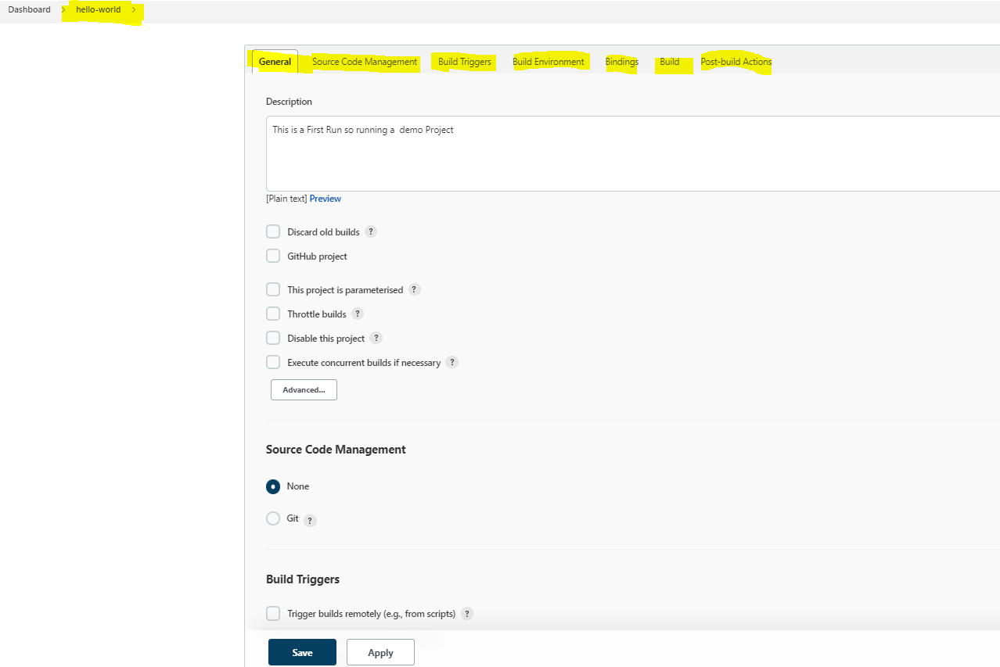 Dashboard > hello-world >
General Source Code Management Build Triggers Build Environment Bindings Build Post-build Actions
Description
This is a First Run so running a  demo Project
[Plain text] Preview
Discard old builds ?
GitHub project
This project is parameterised ?
Throttle builds ?
Disable this project ?
Execute concurrent builds if necessary ?
Advanced...
Source Code Management
None
Git ?
Build Triggers
Trigger builds remotely (e.g., from scripts) ?
Save Apply